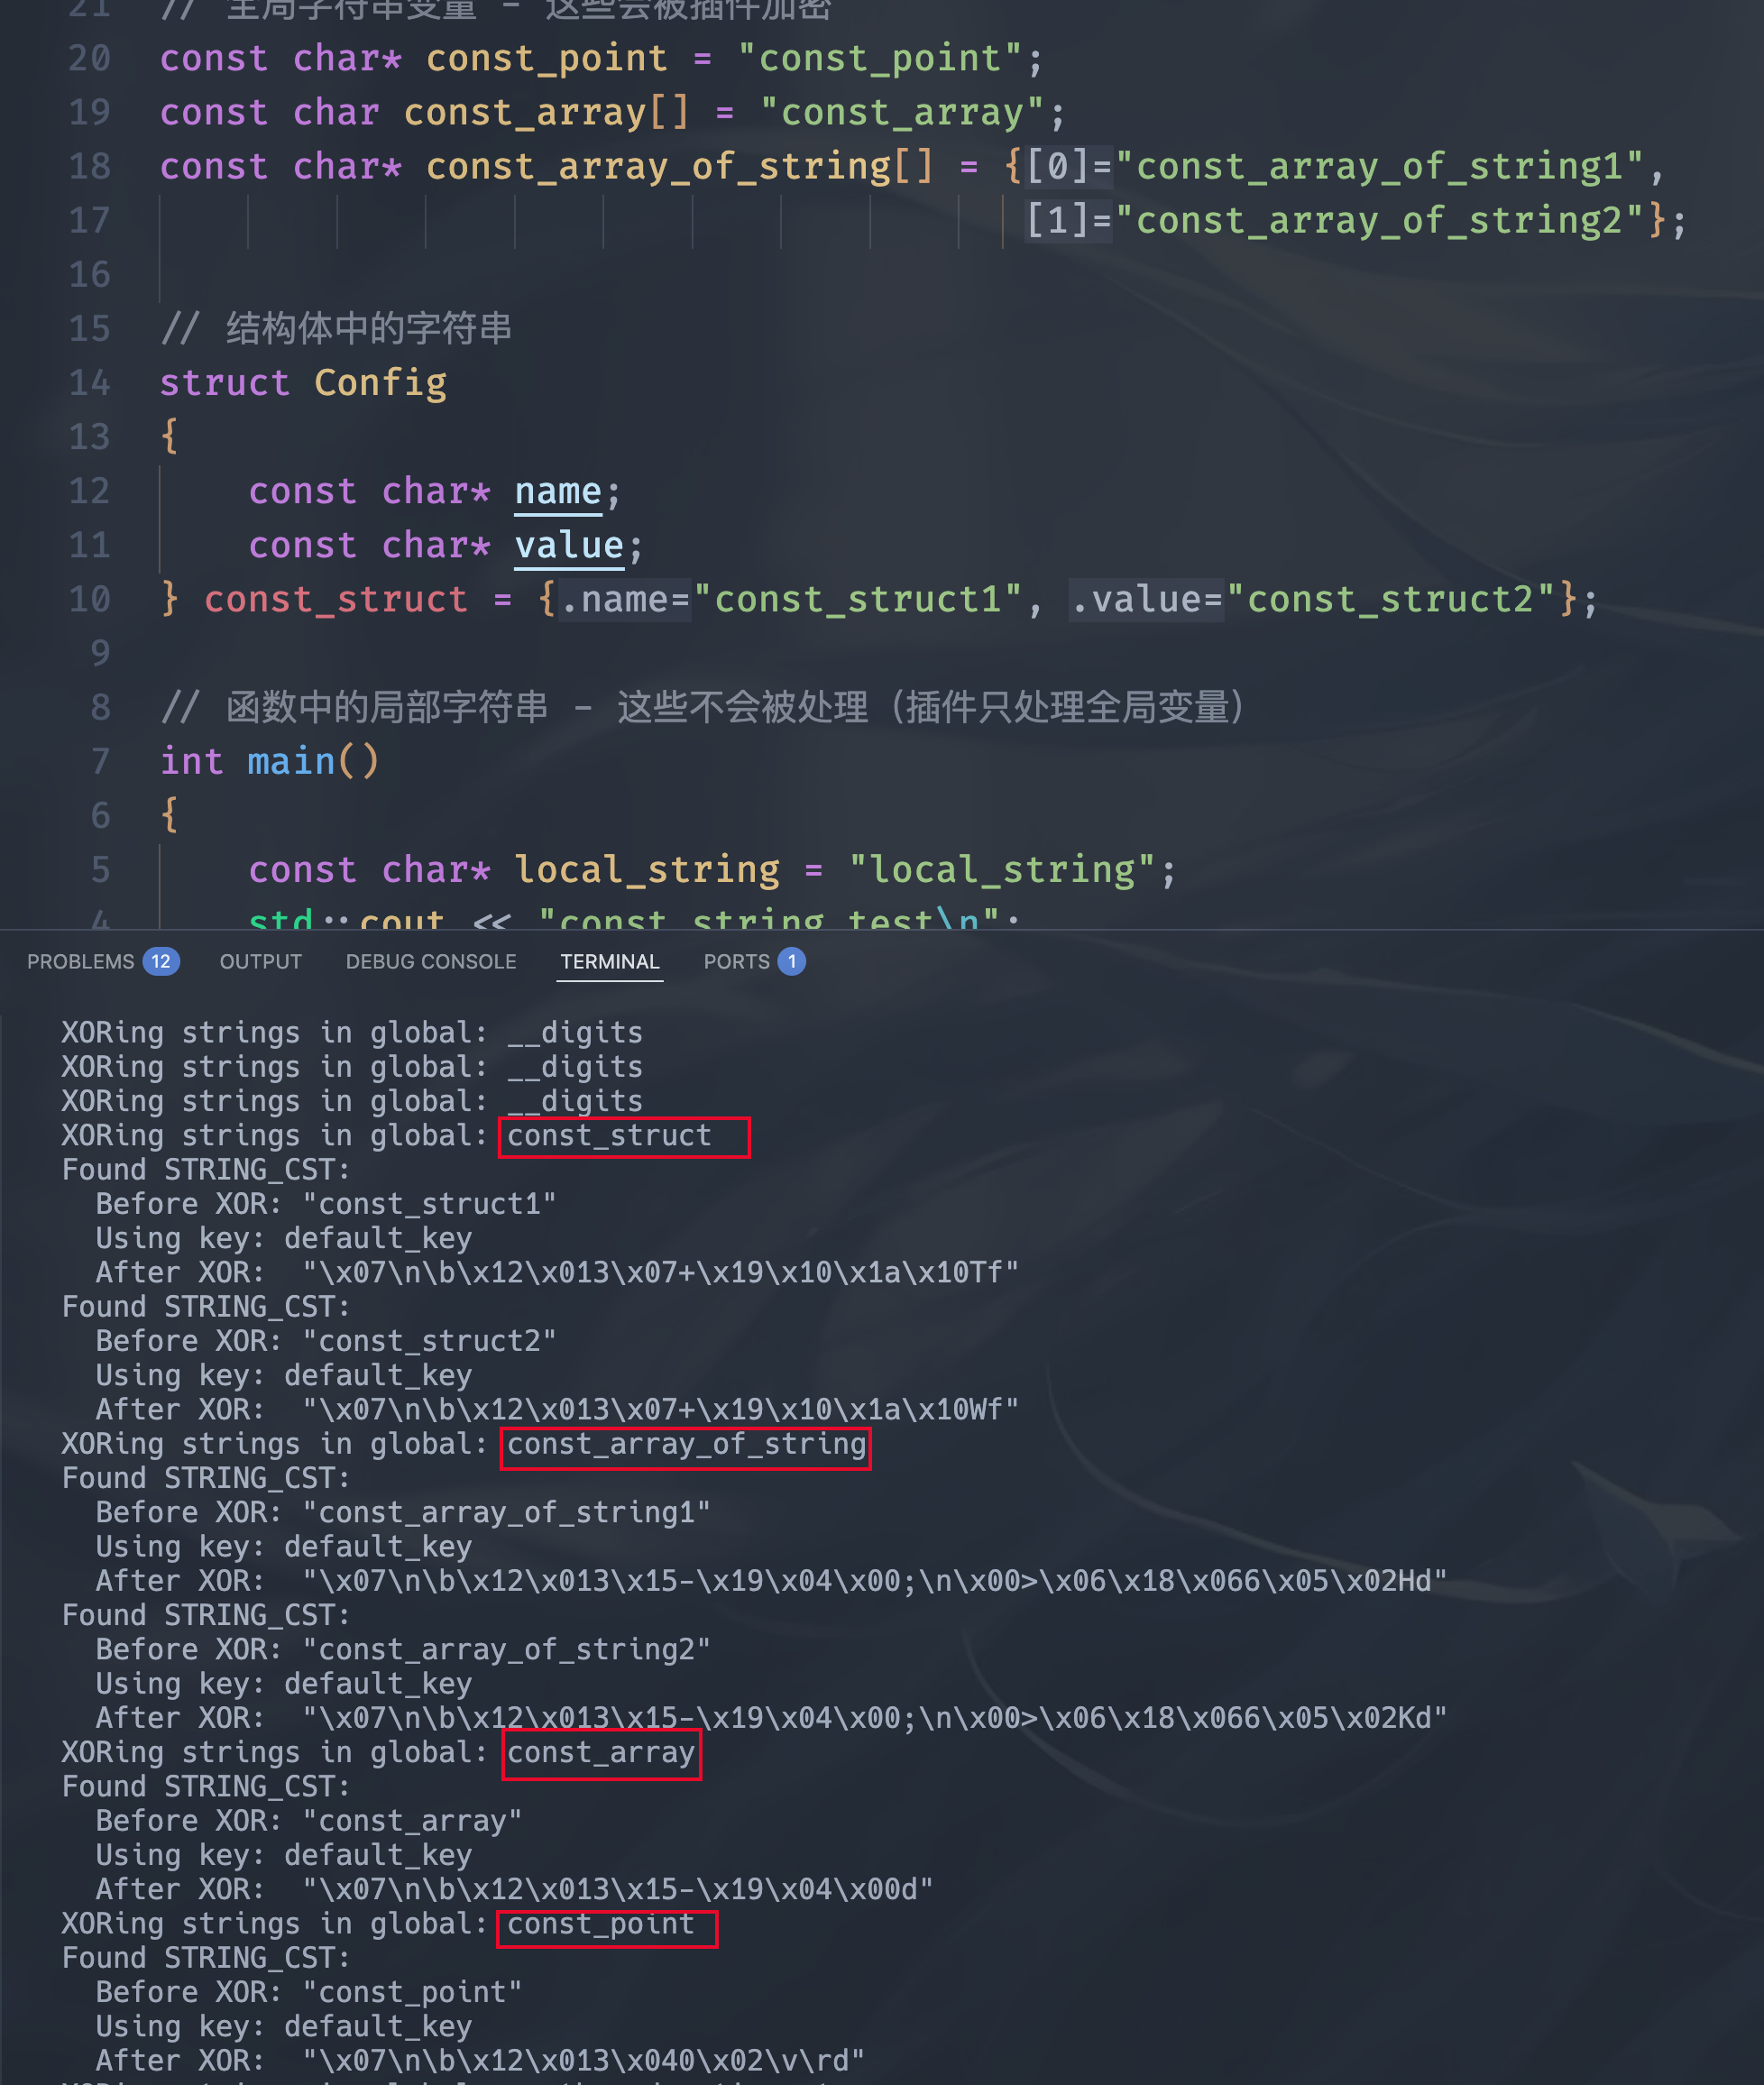 21 // 全局字符串变量 - 这些会被插件加密
20 const char* const_point = "const_point";
19 const char const_array[] = "const_array";
18 const char* const_array_of_string[] = {[0]="const_array_of_string1",
17 [1]="const_array_of_string2"};
16
15 // 结构体中的字符串
14 struct Config
13 {
12 const char* name;
11 const char* value;
10 } const_struct = {.name="const_struct1", .value="const_struct2"};
9
8 // 函数中的局部字符串 - 这些不会被处理（插件只处理全局变量）
7 int main()
6 {
5 const char* local_string = "local_string";
4 std::cout << "const string test\n";
PROBLEMS 12 OUTPUT DEBUG CONSOLE TERMINAL PORTS 1
XORing strings in global: __digits
XORing strings in global: __digits
XORing strings in global: __digits
XORing strings in global: const_struct
Found STRING_CST:
Before XOR: "const_struct1"
Using key: default_key
After XOR: "\x07\n\b\x12\x013\x07+\x19\x10\x1a\x10Tf"
Found STRING_CST:
Before XOR: "const_struct2"
Using key: default_key
After XOR: "\x07\n\b\x12\x013\x07+\x19\x10\x1a\x10Wf"
XORing strings in global: const_array_of_string
Found STRING_CST:
Before XOR: "const_array_of_string1"
Using key: default_key
After XOR: "\x07\n\b\x12\x013\x15-\x19\x04\x00;\n\x00>\x06\x18\x066\x05\x02Hd"
Found STRING_CST:
Before XOR: "const_array_of_string2"
Using key: default_key
After XOR: "\x07\n\b\x12\x013\x15-\x19\x04\x00;\n\x00>\x06\x18\x066\x05\x02Kd"
XORing strings in global: const_array
Found STRING_CST:
Before XOR: "const_array"
Using key: default_key
After XOR: "\x07\n\b\x12\x013\x15-\x19\x04\x00d"
XORing strings in global: const_point
Found STRING_CST:
Before XOR: "const_point"
Using key: default_key
After XOR: "\x07\n\b\x12\x013\x040\x02\v\rd"